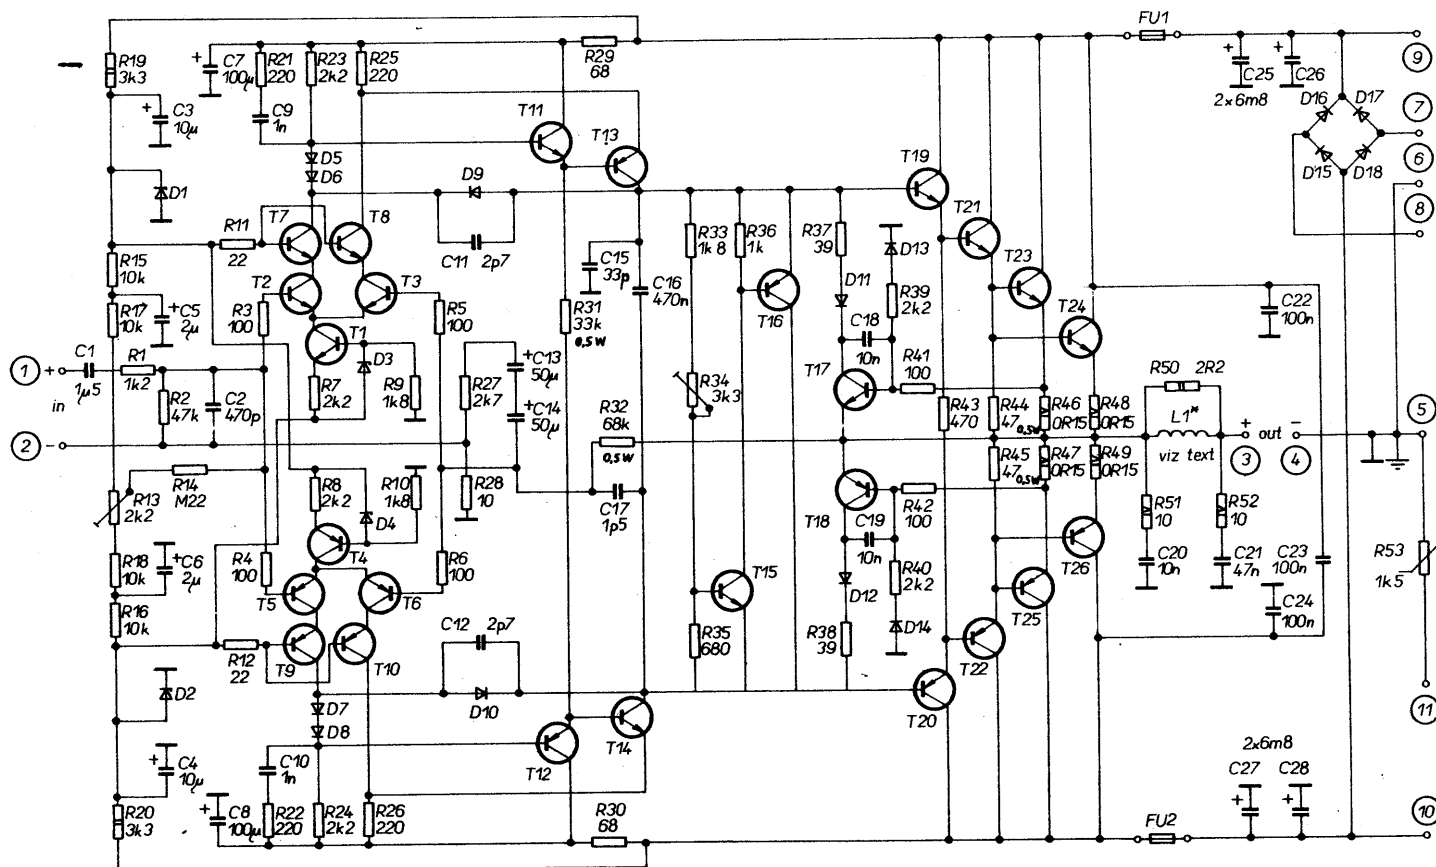 FU1
R19
3k3
+ C7
100µ
R21
220
R23
2k2
R25
220
R29
68
+ C25
+ C26
2×6m8
9
+ C3
10µ
C9
1n
T11
T13
D16
D17
7
D5
D6
T19
D15
D18
6
D1
D9
8
R11
22
T7
T8
C11
2p7
R33
1k8
R36
1k
R37
39
D13
T21
R15
10k
C15
33p
T23
T2
T3
C16
470n
D11
R39
2k2
R17
10k
+ C5
2µ
R3
100
R5
100
R31
33k
0,5W
T16
T24
C22
100n
T1
C18
10n
1
+
C1
1µ5
R1
1k2
D3
+ C13
50µ
T17
R41
100
R50
2R2
in
R2
47k
C2
470p
R7
2k2
R9
1k8
R27
2k7
+ C14
50µ
R34
3k3
R32
68k
0,5W
R43
470
R44
47
0,5W
R46
0R15
R48
0R15
L1*
5
2
-
+ out -
viz text
3
4
R45
47
0,5W
R47
0R15
R49
0R15
R14
M22
R13
2k2
R8
2k2
R10
1k8
R28
10
C17
1p5
R42
100
T18
C19
10n
R51
10
R52
10
D4
T4
R18
10k
+ C6
2µ
R4
100
R6
100
T26
C20
10n
C21
47n
C23
100n
R53
1k5
T5
T6
T15
D12
R40
2k2
C24
100n
R16
10k
T25
C12
2p7
R35
680
R38
39
D14
R12
22
T9
T10
T22
D2
D7
D8
D10
T20
11
T12
T14
2×6m8
+ C4
10µ
C10
1n
+ C27
+ C28
R20
3k3
+ C8
100µ
R22
220
R24
2k2
R26
220
R30
68
FU2
10